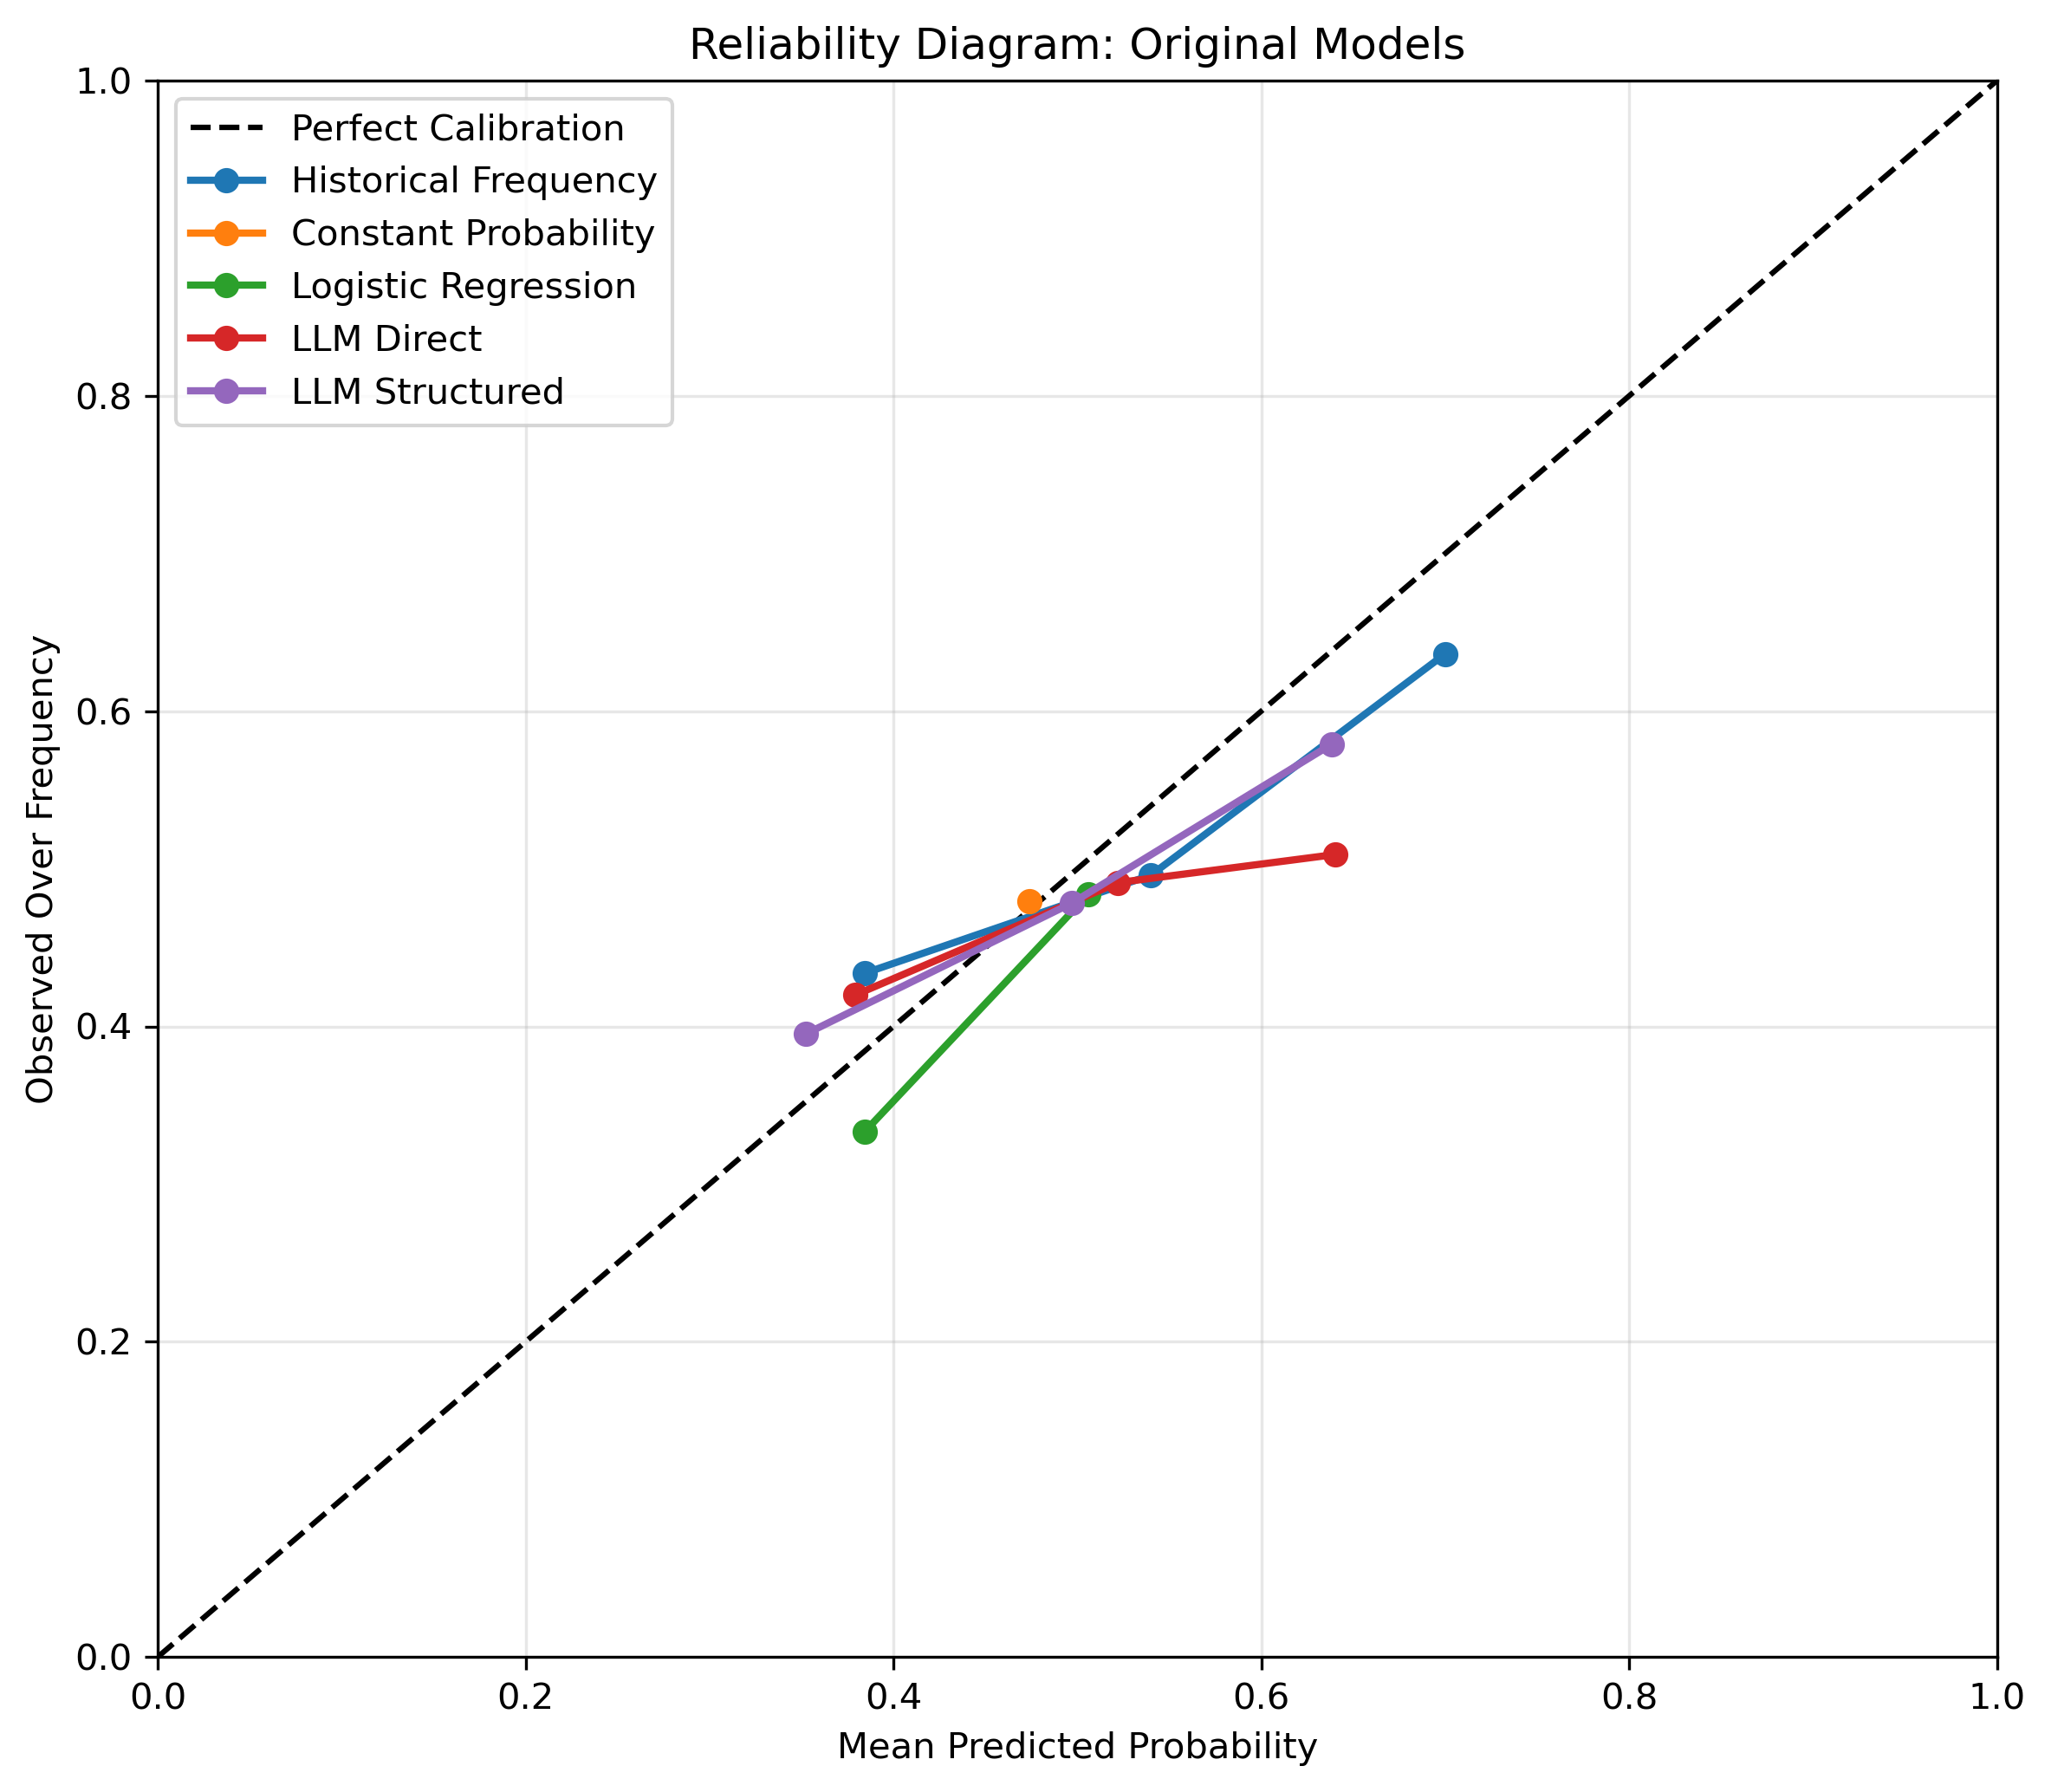 Reliability Diagram: Original Models
1.0
0.8
0.6
0.4
0.2
0.0
Observed Over Frequency
Perfect Calibration
Historical Frequency
Constant Probability
Logistic Regression
LLM Direct
LLM Structured
0.0 0.2 0.4 0.6 0.8 1.0
Mean Predicted Probability